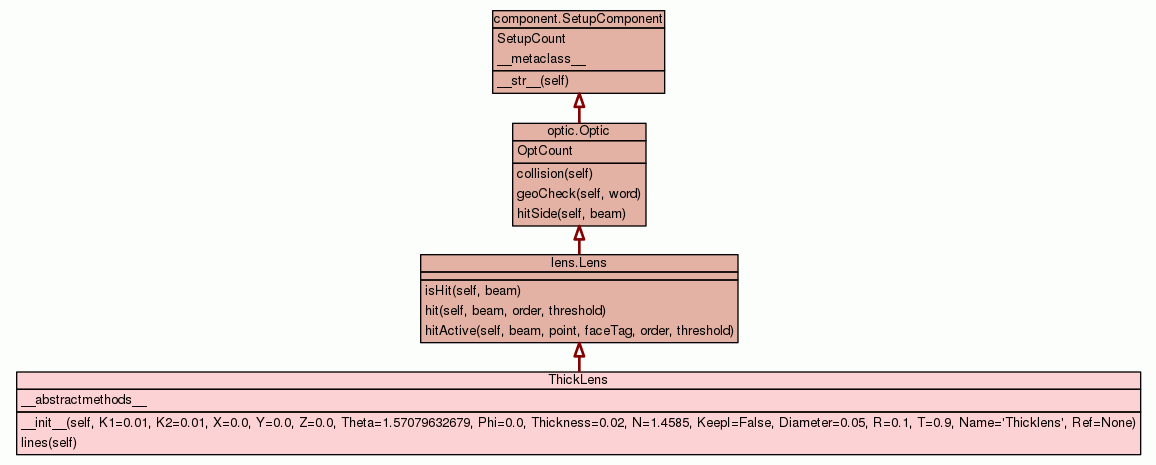 component.SetupComponent
SetupCount
__metaclass__
__str__(self)
optic.Optic
OptCount
collision(self)
geoCheck(self, word)
hitSide(self, beam)
lens.Lens
isHit(self, beam)
hit(self, beam, order, threshold)
hitActive(self, beam, point, faceTag, order, threshold)
ThickLens
__abstractmethods__
__init__(self, K1=0.01, K2=0.01, X=0.0, Y=0.0, Z=0.0, Theta=1.57079632679, Phi=0.0, Thickness=0.02, N=1.4585, Keepl=False, Diameter=0.05, R=0.1, T=0.9, Name='Thicklens', Ref=None)
lines(self)